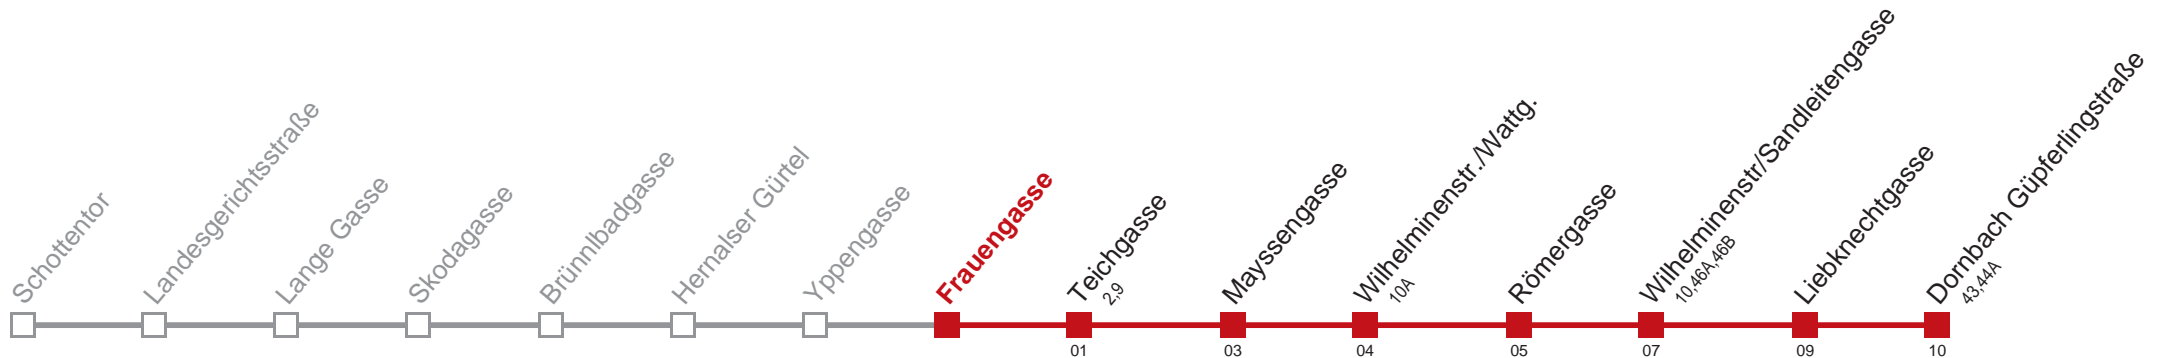 Schottentor
Landesgerichtsstraße
Lange Gasse
Skodagasse
Brünnlbadgasse
Hernalser Gürtel
Yppengasse
Frauengasse
Teichgasse
2,9
Mayssengasse
Wilhelminenstr./Wattg.
10A
Römergasse
Wilhelminenstr/Sandleitengasse
10,46A,46B
Liebknechtgasse
Dornbach Güpferlingstraße
43,44A
01
03
04
05
07
09
10